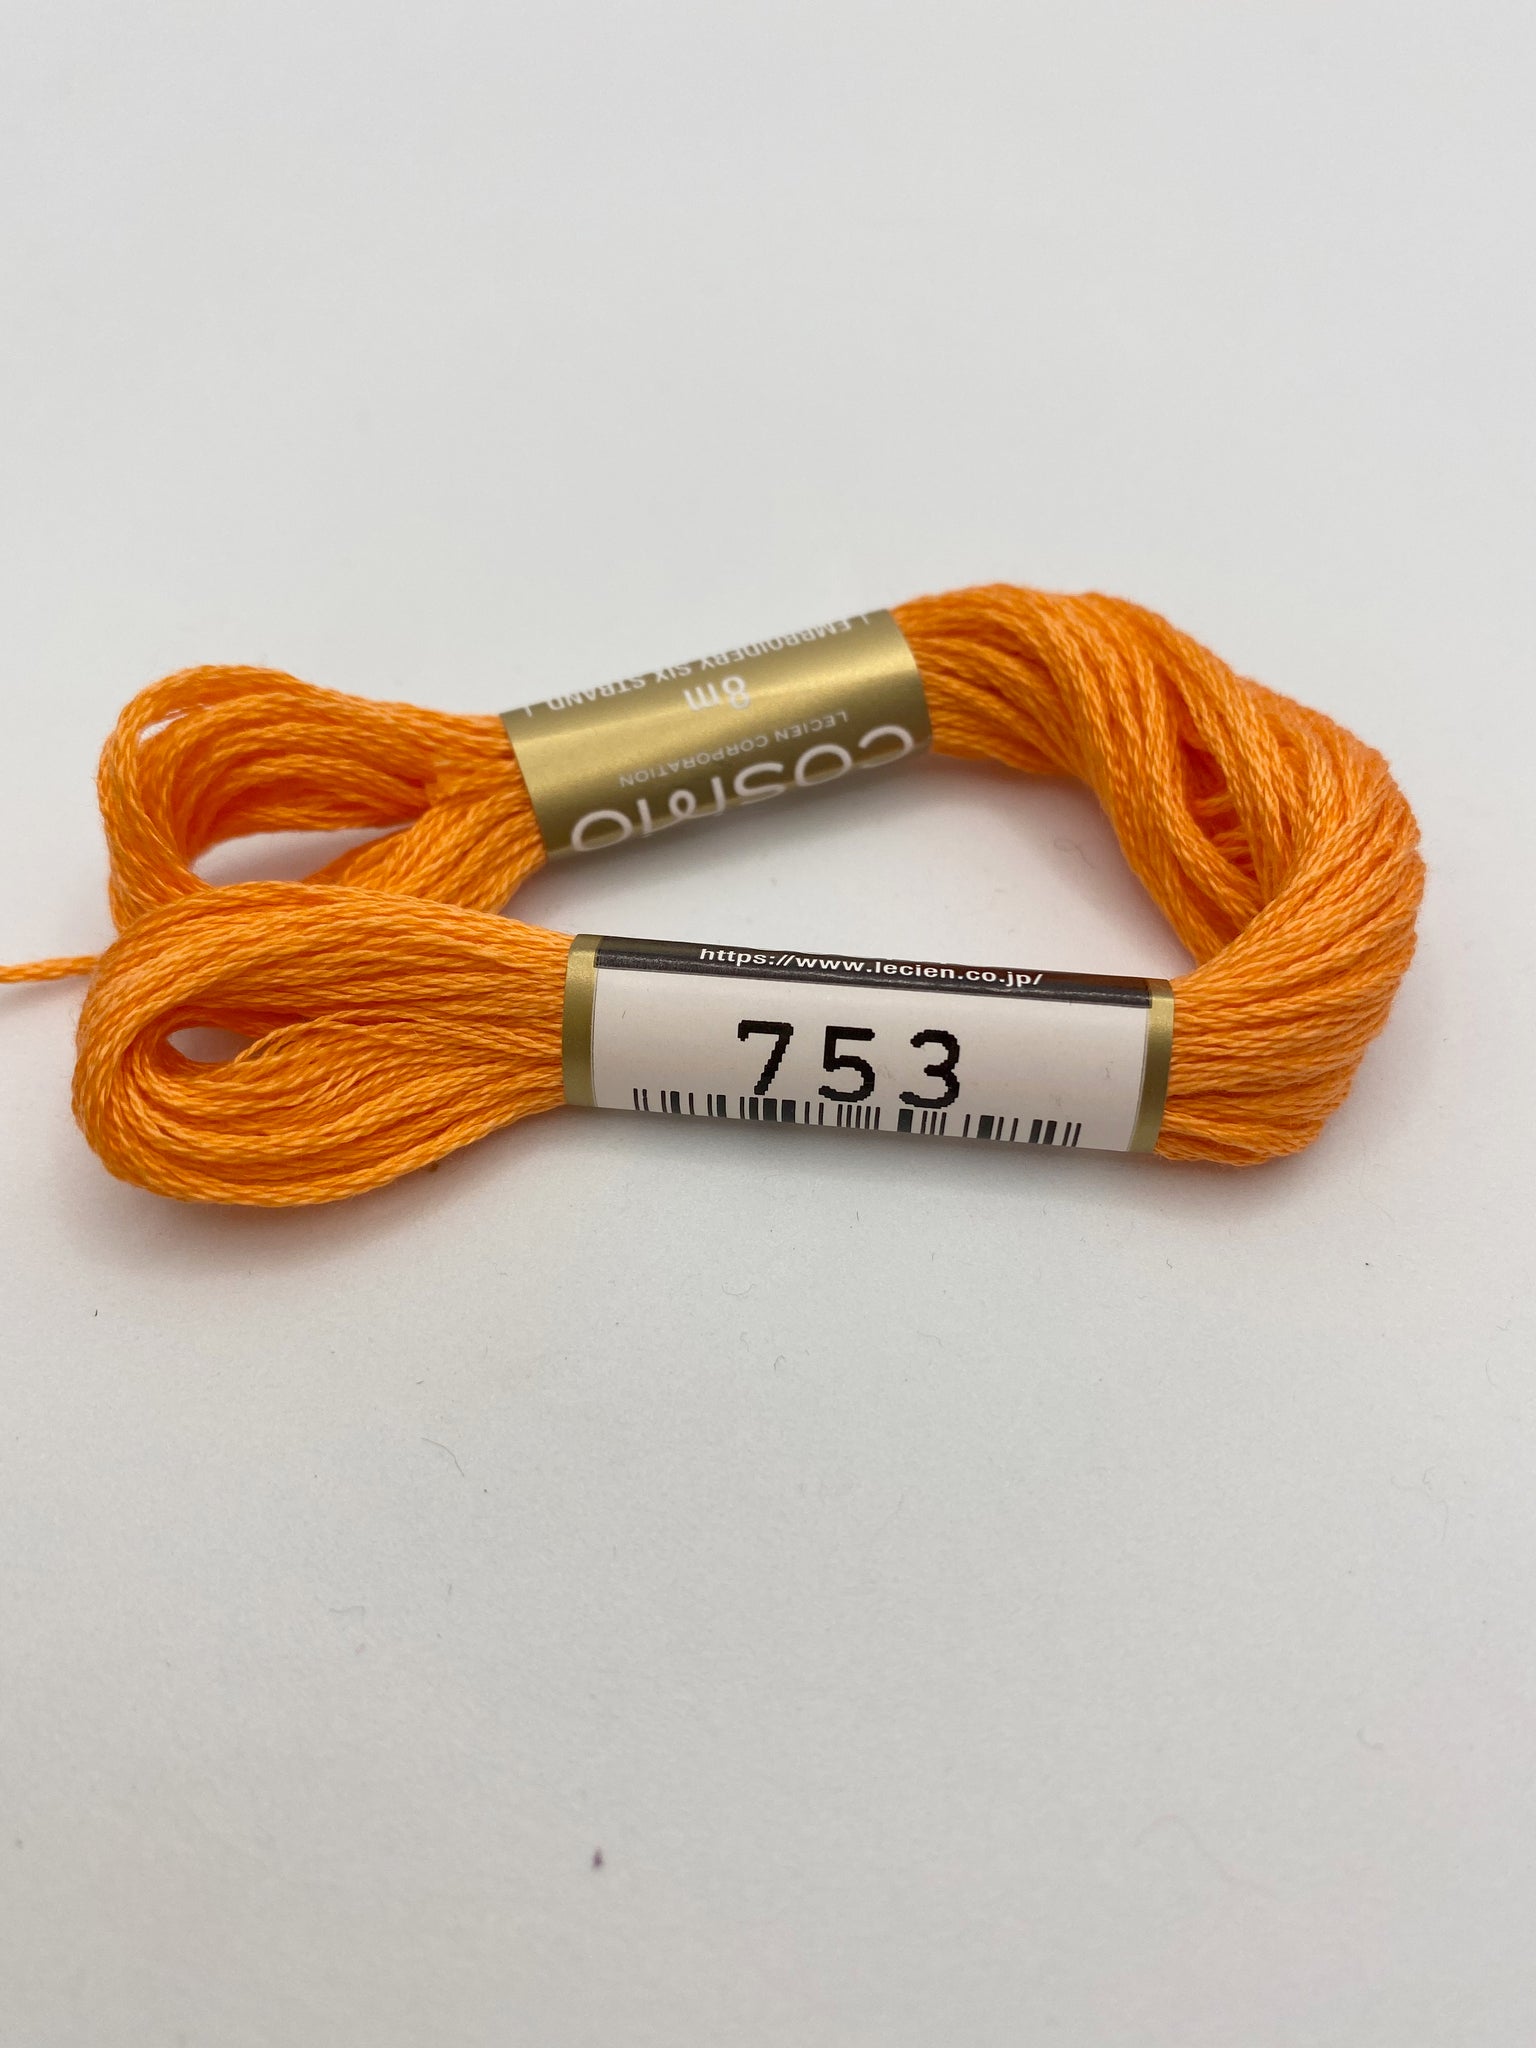 COSMO
LECIEN CORPORATION
8m
| EMBROIDERY SIX STRAND |
https://www.lecien.co.jp/
753